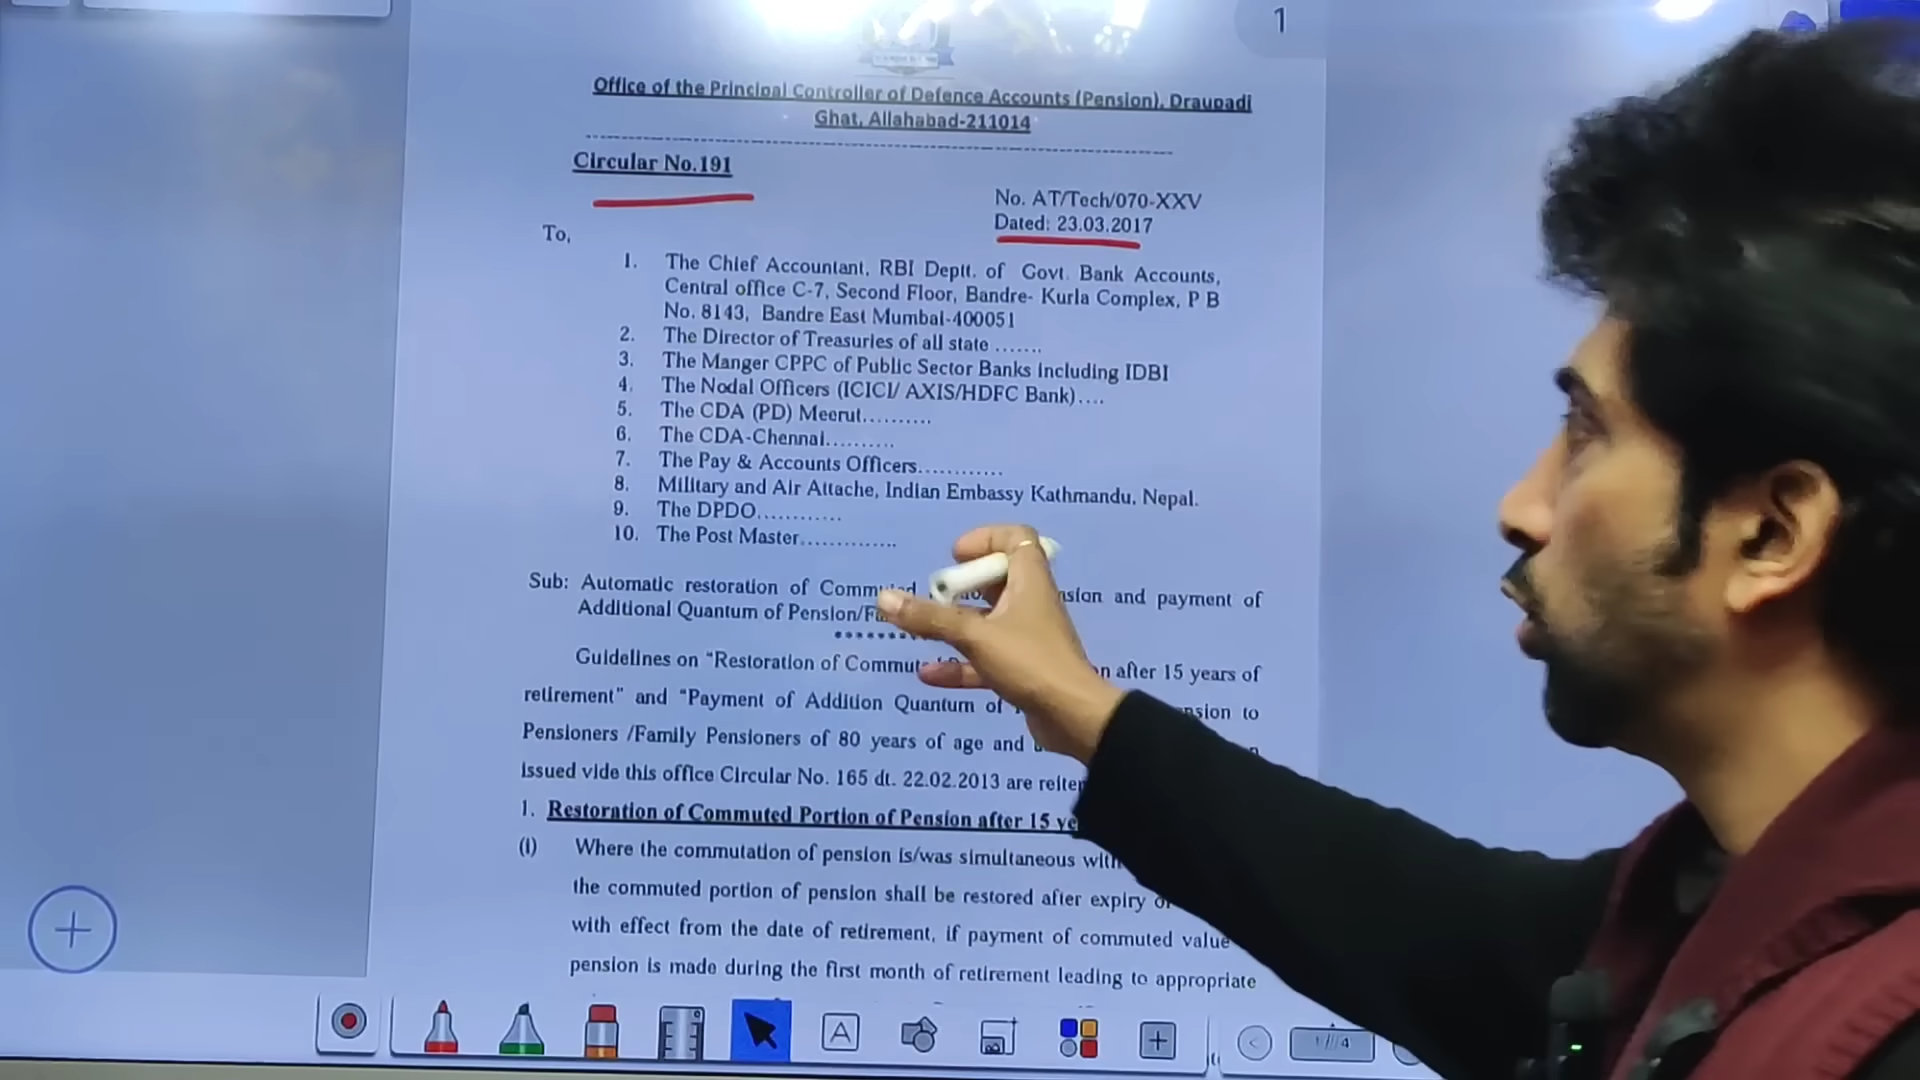 1
Office of the Principal Controller of Defence Accounts (Pension), Draupadi
Ghat, Allahabad-211014
Circular No.191
No. AT/Tech/070-XXV
Dated: 23.03.2017
To,
1. The Chief Accountant, RBI Deptt. of Govt. Bank Accounts,
Central office C-7, Second Floor, Bandre- Kurla Complex, P B
No. 8143, Bandre East Mumbai-400051
2. The Director of Treasuries of all state .......
3. The Manger CPPC of Public Sector Banks including IDBI
4. The Nodal Officers (ICICI/ AXIS/HDFC Bank)....
5. The CDA (PD) Meerut..........
6. The CDA-Chennai..........
7. The Pay & Accounts Officers............
8. Military and Air Attache, Indian Embassy Kathmandu, Nepal.
9. The DPDO............
10. The Post Master..............
Sub: Automatic restoration of and payment of
Additional Quantum of Pension/
Guidelines on "Restoration of after 15 years of
retirement" and "Payment of Addition Quantum of to
Pensioners /Family Pensioners of 80 years of age and
issued vide this office Circular No. 165 dt. 22.02.2013 are
1. Restoration of Commuted Portion of Pension after 15
(i) Where the commutation of pension is/was simultaneous
the commuted portion of pension shall be restored after expiry
with effect from the date of retirement, if payment of commuted value
pension is made during the first month of retirement leading to appropriate
A